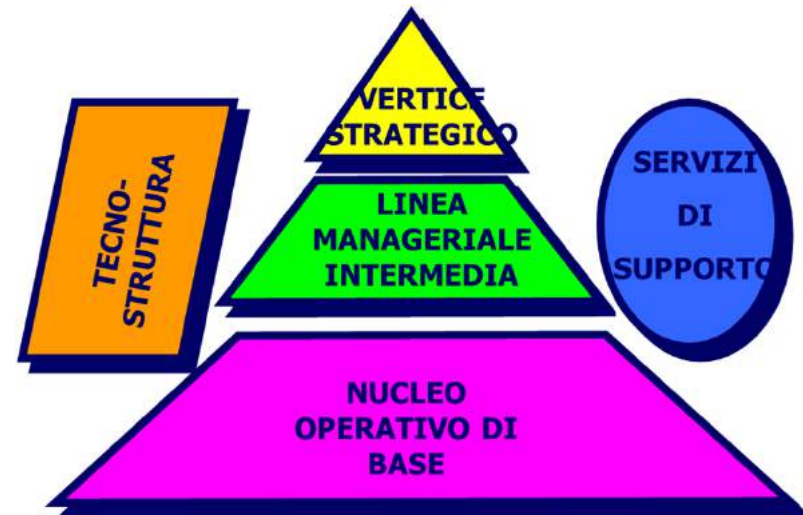 VERTICE
STRATEGICO
TECNO-
STRUTTURA
LINEA
MANAGERIALE
INTERMEDIA
SERVIZI
DI
SUPPORTO
NUCLEO
OPERATIVO DI
BASE